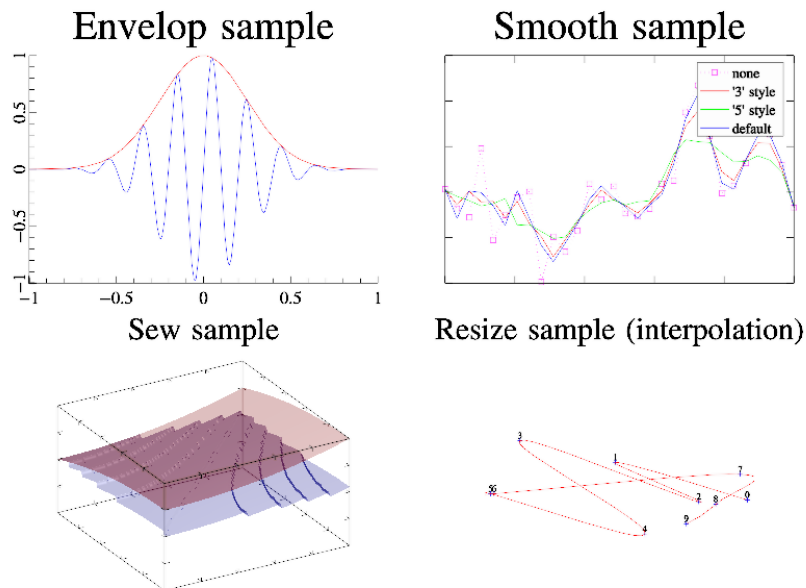 Envelop sample
1
0.5
0
−0.5
−1
−1
−0.5
0
0.5
1
Smooth sample
none
'3' style
'5' style
default
Sew sample
Resize sample (interpolation)
3
1
7
56
2
8
0
9
4